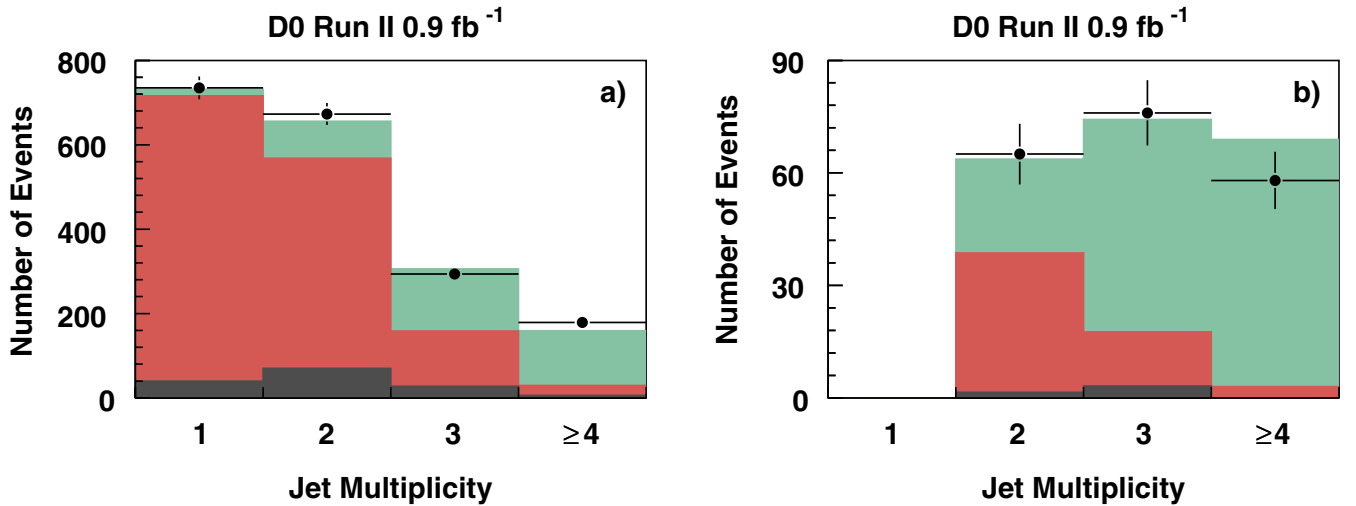 D0 Run II 0.9 fb -1
a)
Number of Events
800
600
400
200
0
1 2 3 ≥4
Jet Multiplicity
D0 Run II 0.9 fb -1
b)
Number of Events
90
60
30
0
1 2 3 ≥4
Jet Multiplicity